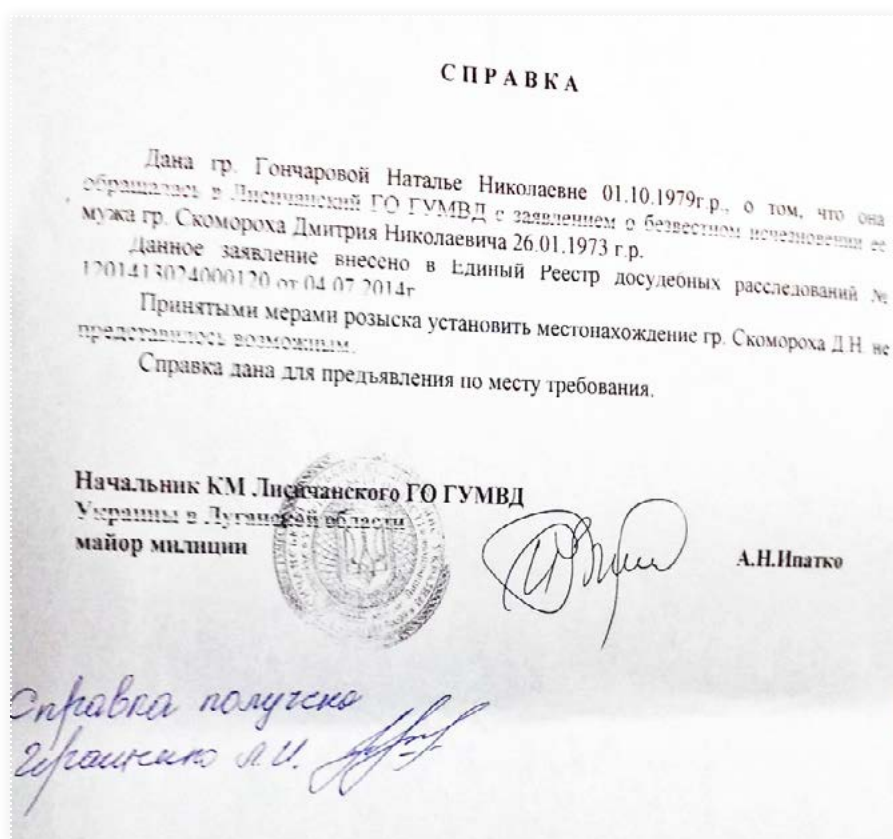 СПРАВКА
Дана гр. Гончаровой Наталье Николаевне 01.10.1979г.р., о том, что она
обращалась в Лисичанский ГО ГУМВД с заявлением о безвестном исчезновении ее
мужа гр. Скомороха Дмитрия Николаевича 26.01.1973 г.р.
Данное заявление внесено в Единый Реестр досудебных расследований №
1201413024000120 от 04.07.2014г
Принятыми мерами розыска установить местонахождение гр. Скомороха Д.Н. не
представилось возможным.
Справка дана для предъявления по месту требования.
Начальник КМ Лисичанского ГО ГУМВД
Украины в Луганской области
майор милиции
А.Н.Ипатко
Справка получено
Л.И.